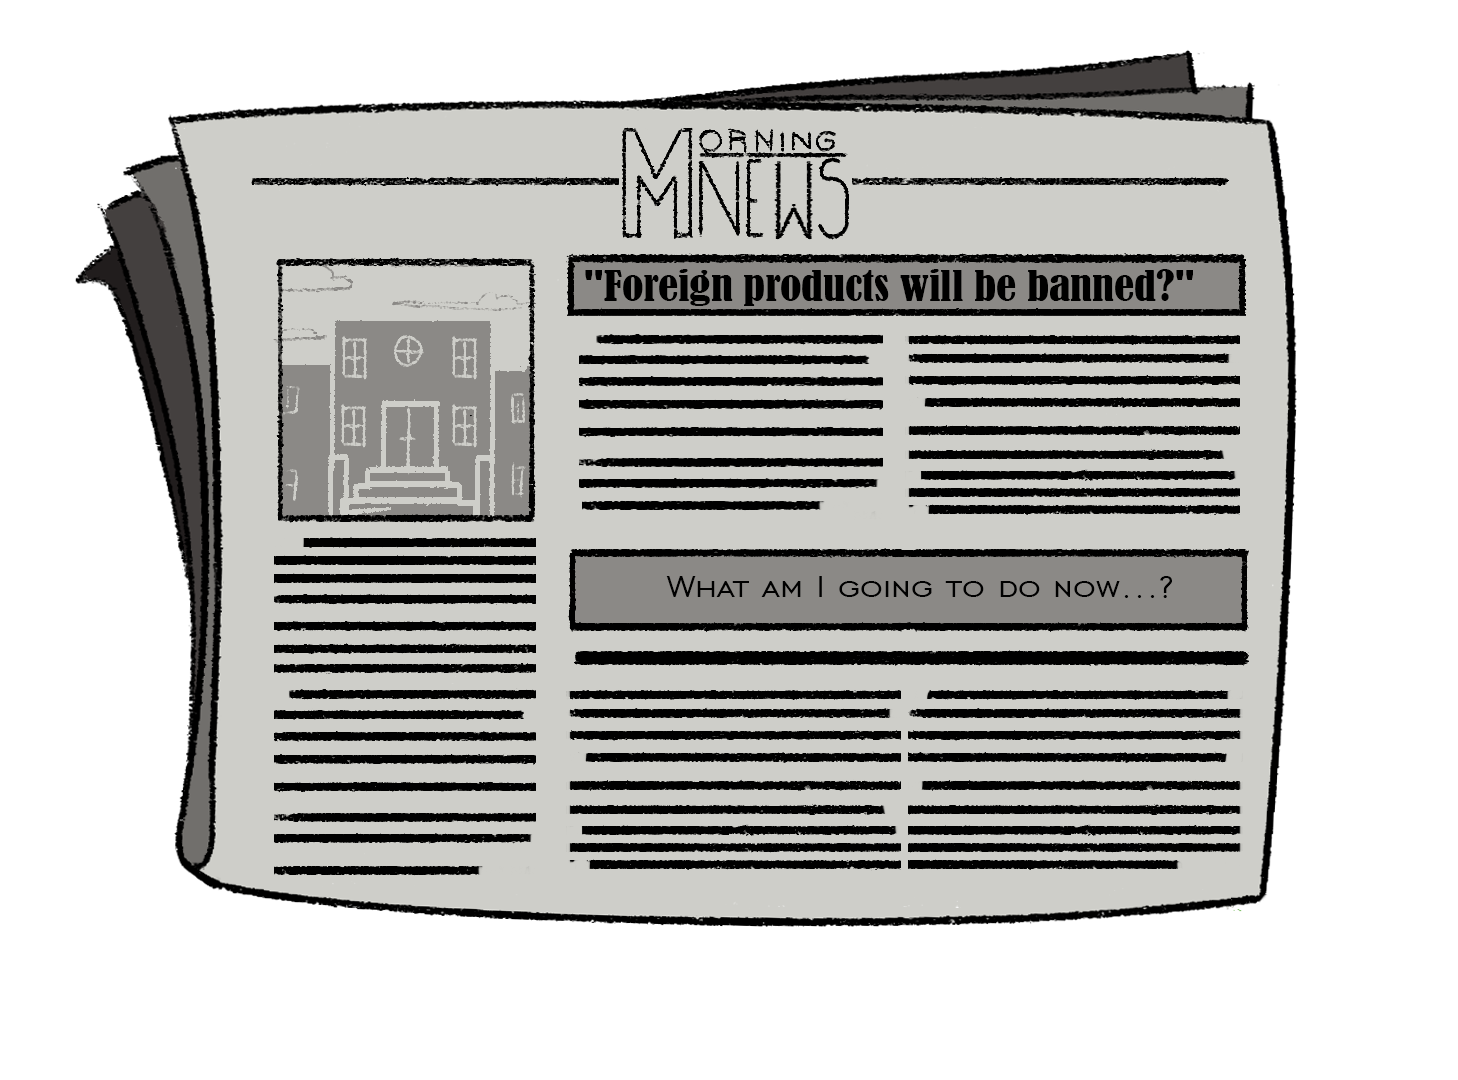 Morning
News
"Foreign products will be banned?"
What am I going to do now...?